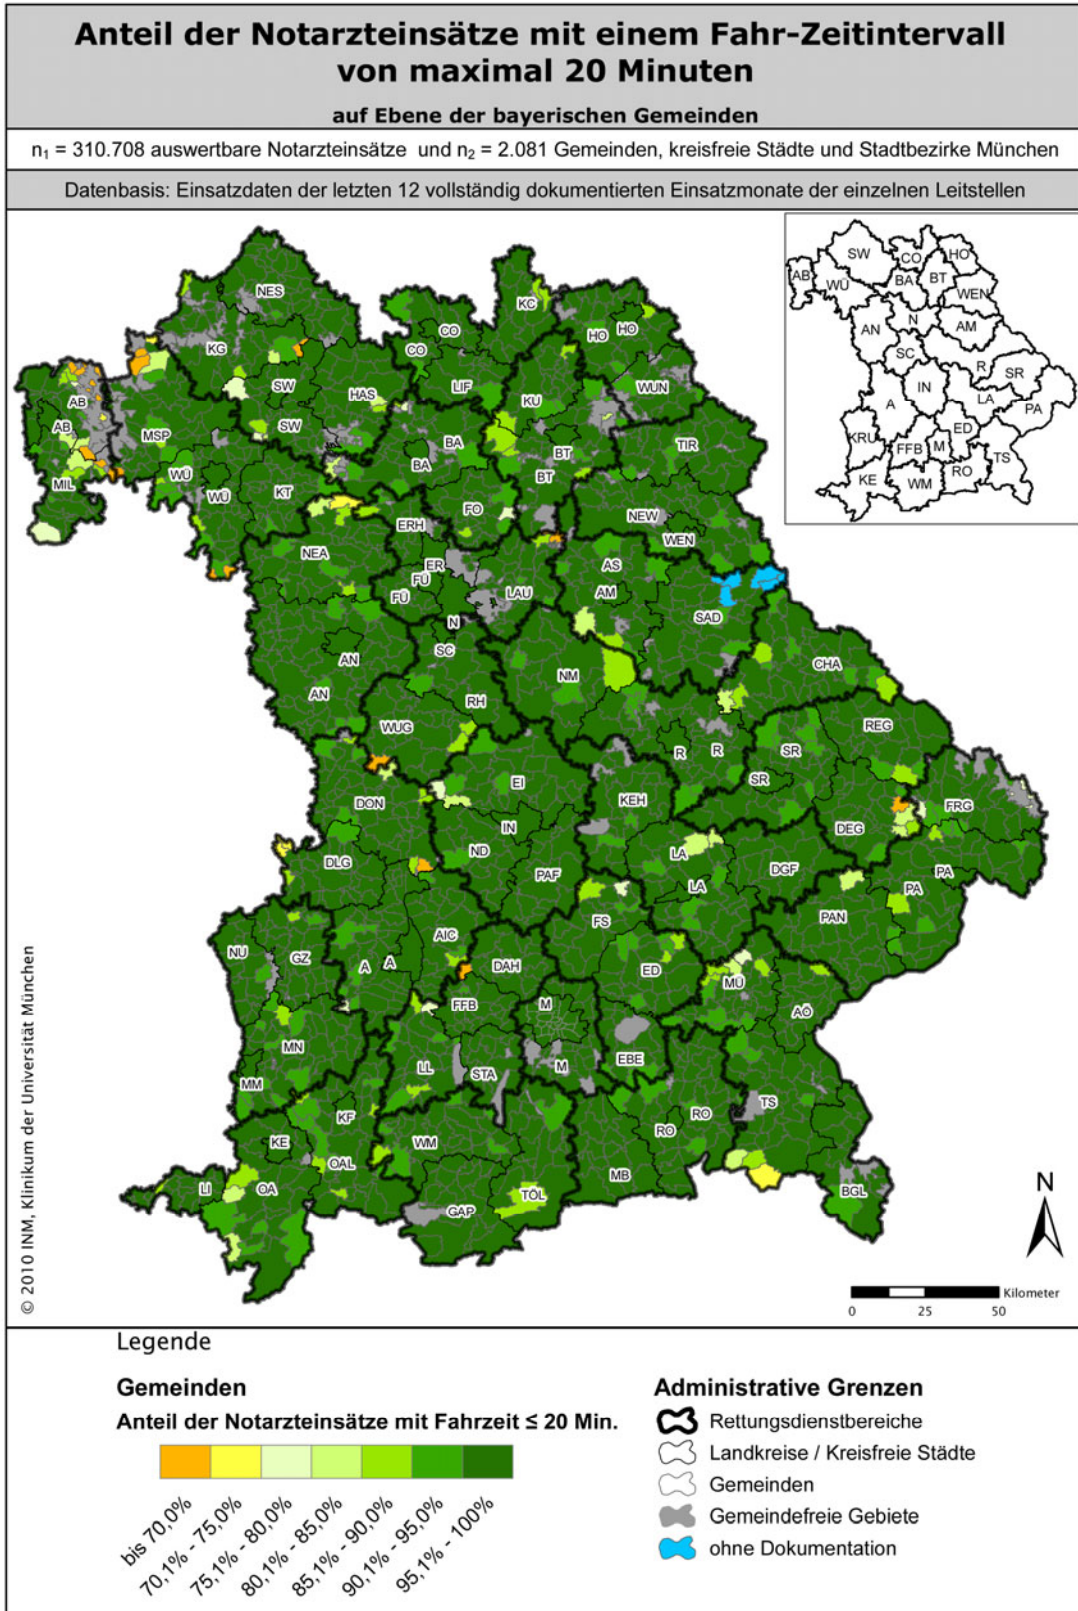 Anteil der Notarzteinsätze mit einem Fahr-Zeitintervall
von maximal 20 Minuten
auf Ebene der bayerischen Gemeinden
n₁ = 310.708 auswertbare Notarzteinsätze und n₂ = 2.081 Gemeinden, kreisfreie Städte und Stadtbezirke München
Datenbasis: Einsatzdaten der letzten 12 vollständig dokumentierten Einsatzmonate der einzelnen Leitstellen
SW
CO
HO
AB
WÜ
BA
BT
WEN
AN
N
AM
SC
R
SR
IN
LA
PA
A
ED
KRU
FFB
M
TS
KE
WM
RO
NES
KC
CO
HO
HO
KG
CO
SW
HAS
LIF
KU
WUN
AB
AB
MSP
SW
BA
BA
BT
TIR
MIL
WÜ
WÜ
KT
FO
BT
ERH
NEW
NEA
ER
WEN
FÜ
FÜ
LAU
AS
AM
N
SAD
SC
AN
NM
CHA
AN
RH
WUG
REG
R
R
SR
SR
EI
KEH
DON
FRG
IN
DEG
DLG
ND
LA
PAF
DGF
LA
PA
PA
PAN
FS
AIC
NU
GZ
A
A
DAH
ED
MÜ
FFB
M
AÖ
MN
LL
STA
M
EBE
MM
TS
KF
RO
RO
KE
WM
OAL
MB
LI
OA
TÖL
BGL
GAP
N
Kilometer
0 25 50
© 2010 INM, Klinikum der Universität München
Legende
Gemeinden
Anteil der Notarzteinsätze mit Fahrzeit ≤ 20 Min.
bis 70,0%
70,1% - 75,0%
75,1% - 80,0%
80,1% - 85,0%
85,1% - 90,0%
90,1% - 95,0%
95,1% - 100%
Administrative Grenzen
Rettungsdienstbereiche
Landkreise / Kreisfreie Städte
Gemeinden
Gemeindefreie Gebiete
ohne Dokumentation